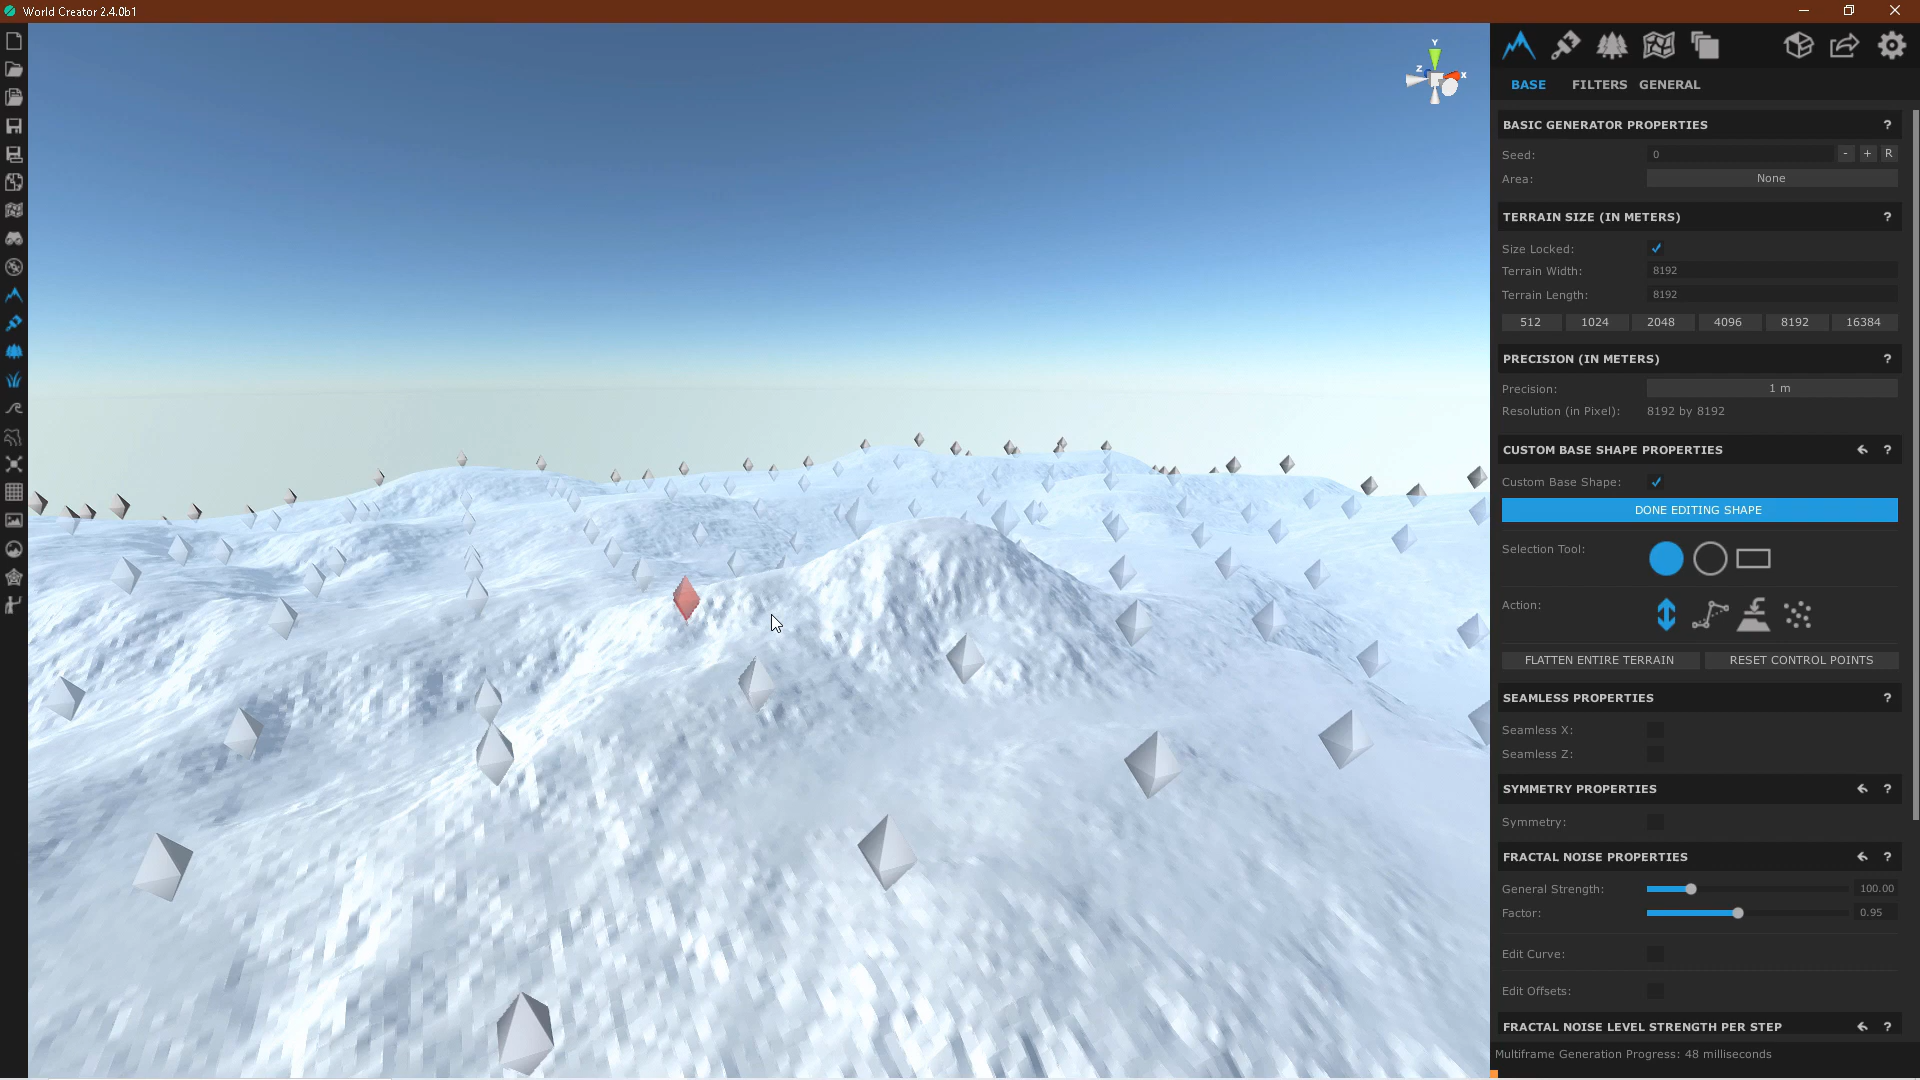 World Creator 2.4.0b1
Y
Z
X
BASE FILTERS GENERAL
BASIC GENERATOR PROPERTIES ?
Seed: 0 - + R
Area: None
TERRAIN SIZE (IN METERS) ?
Size Locked:
Terrain Width: 8192
Terrain Length: 8192
512 1024 2048 4096 8192 16384
PRECISION (IN METERS) ?
Precision: 1 m
Resolution (in Pixel): 8192 by 8192
CUSTOM BASE SHAPE PROPERTIES ?
Custom Base Shape:
DONE EDITING SHAPE
Selection Tool:
Action:
FLATTEN ENTIRE TERRAIN RESET CONTROL POINTS
SEAMLESS PROPERTIES ?
Seamless X:
Seamless Z:
SYMMETRY PROPERTIES ?
Symmetry:
FRACTAL NOISE PROPERTIES ?
General Strength: 100.00
Factor: 0.95
Edit Curve:
Edit Offsets:
FRACTAL NOISE LEVEL STRENGTH PER STEP ?
Multiframe Generation Progress: 48 milliseconds